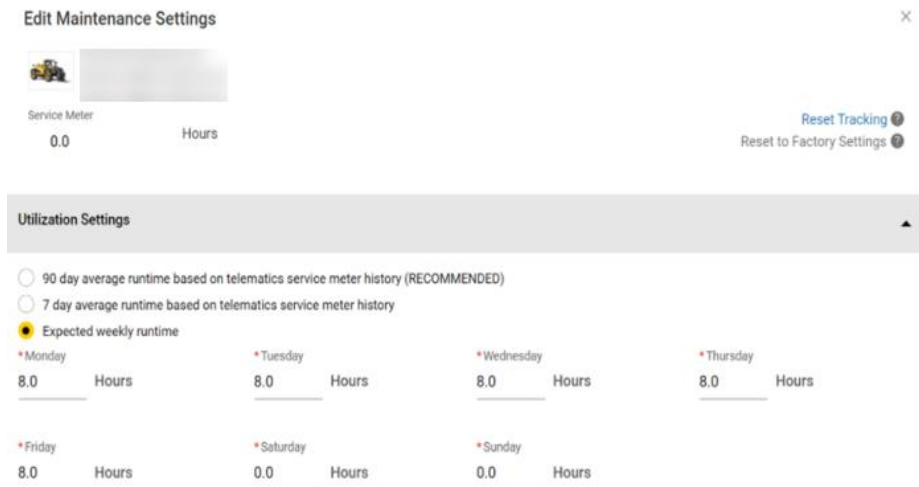 Edit Maintenance Settings
Service Meter
0.0 Hours
Reset Tracking
Reset to Factory Settings
Utilization Settings
90 day average runtime based on telematics service meter history (RECOMMENDED)
7 day average runtime based on telematics service meter history
Expected weekly runtime
*Monday *Tuesday *Wednesday *Thursday
8.0 Hours 8.0 Hours 8.0 Hours 8.0 Hours
*Friday *Saturday *Sunday
8.0 Hours 0.0 Hours 0.0 Hours